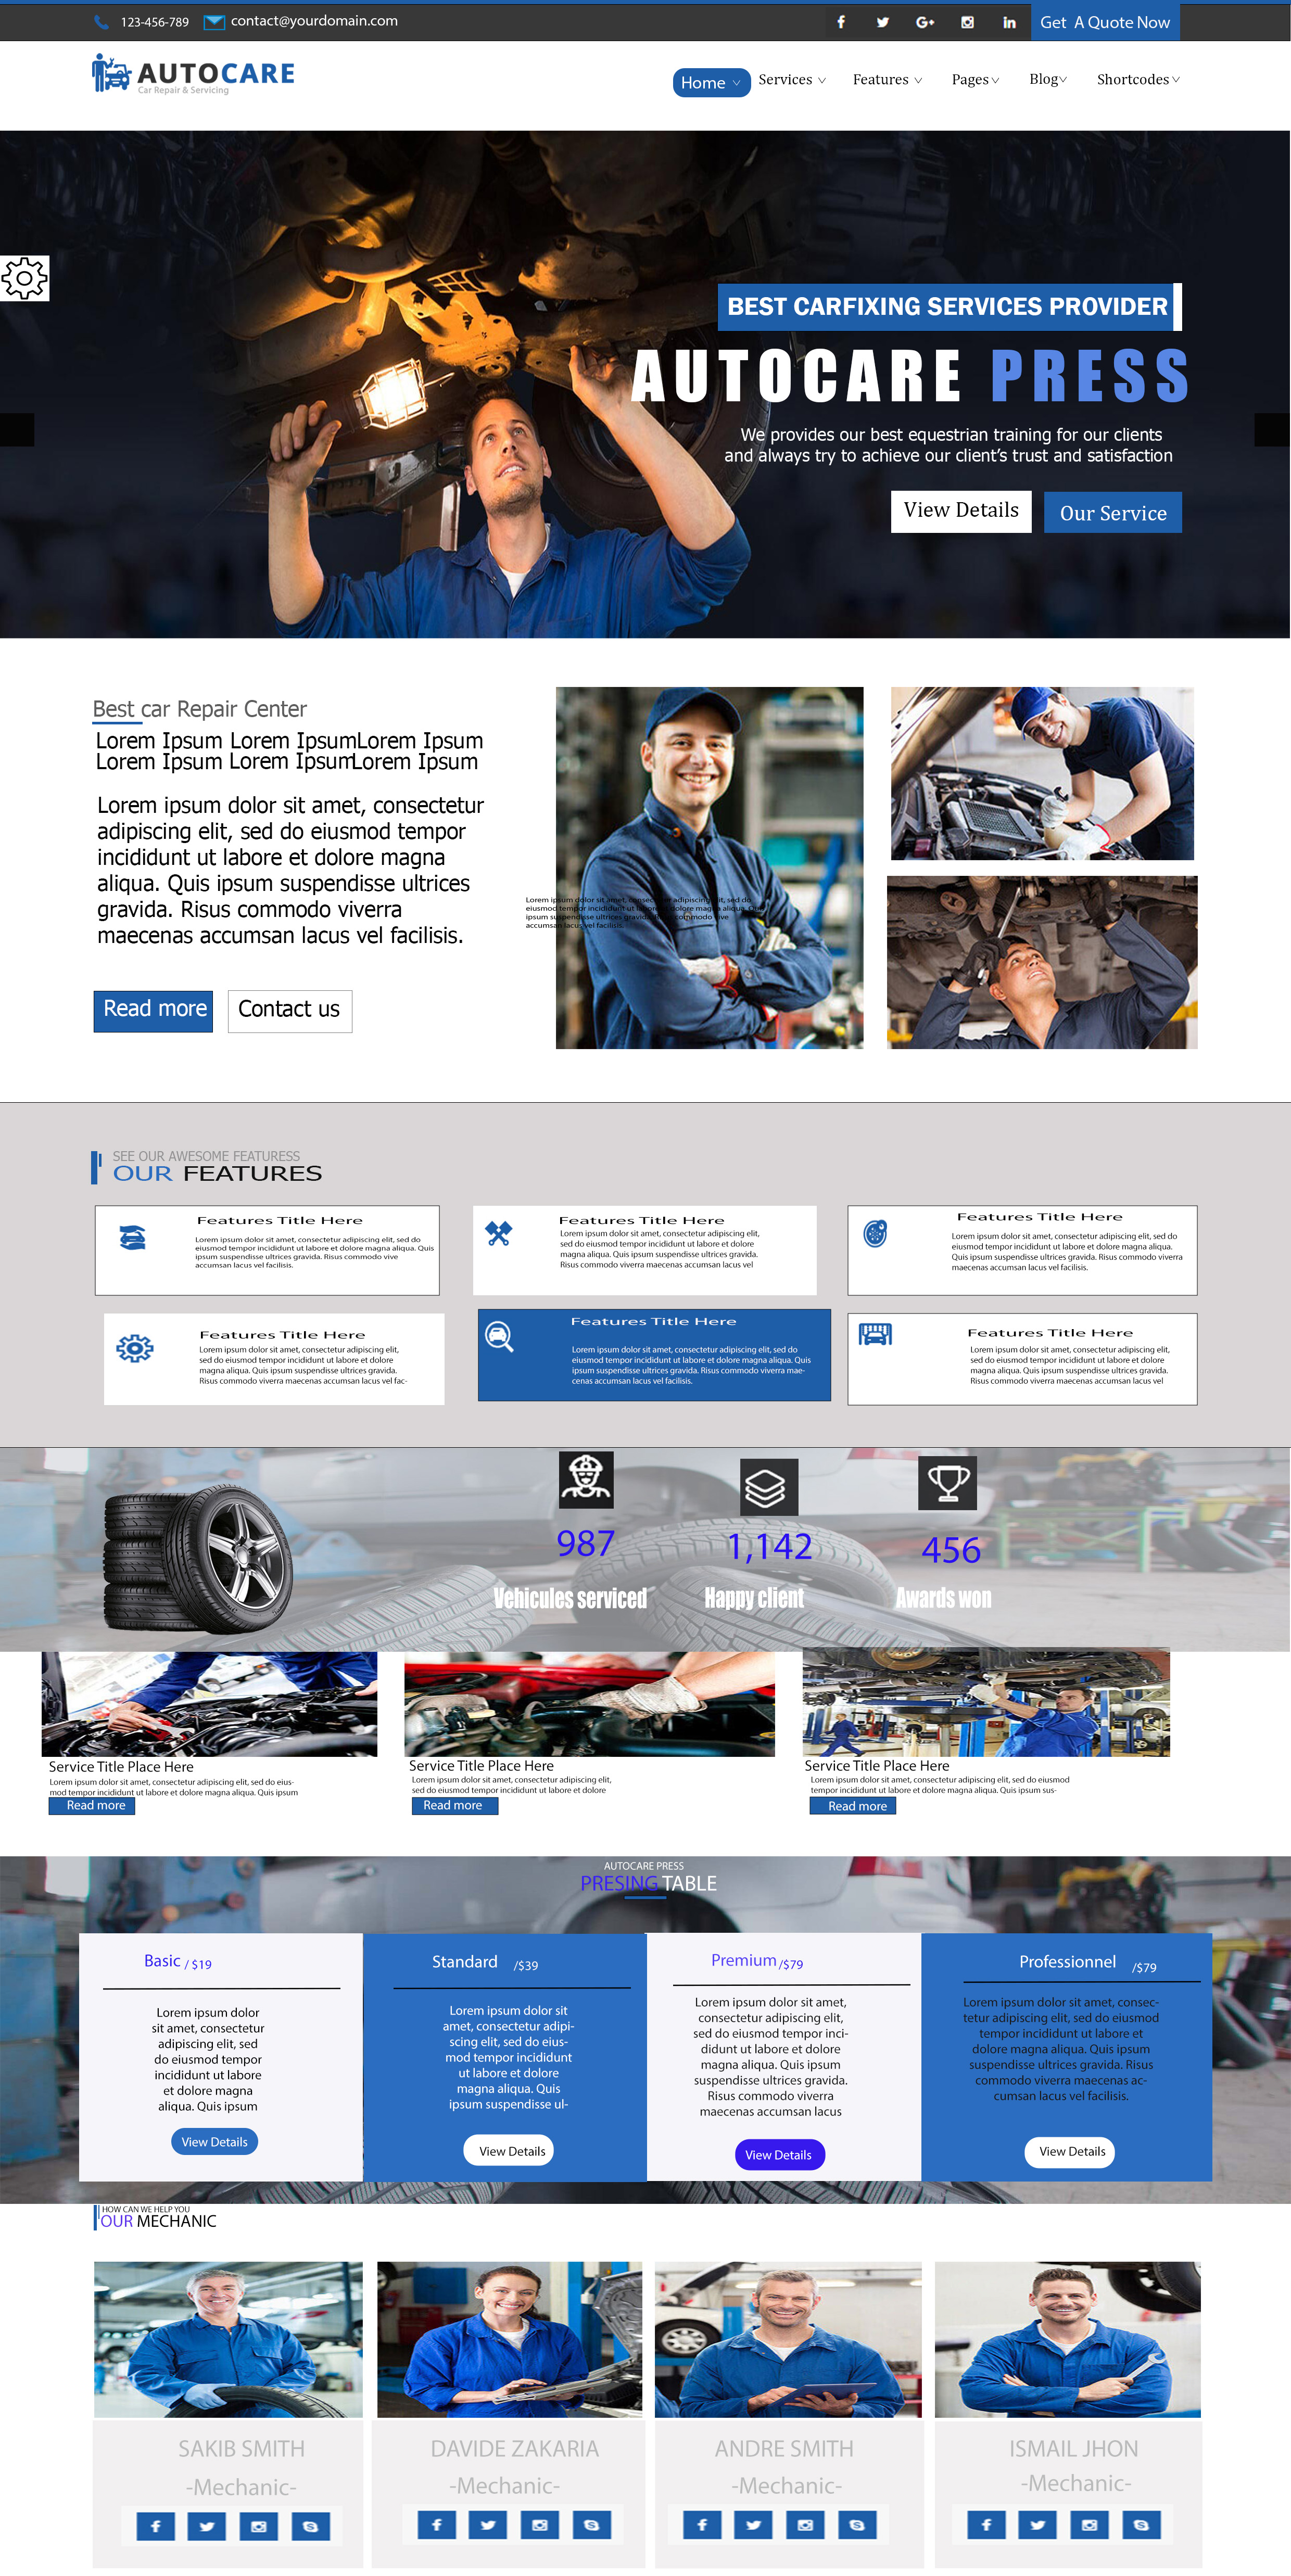 123-456-789 contact@yourdomain.com
Get A Quote Now
AUTOCARE
Car Repair & Servicing
Home Services Features Pages Blog Shortcodes
BEST CARFIXING SERVICES PROVIDER
AUTOCARE PRESS
We provides our best equestrian training for our clients
and always try to achieve our client's trust and satisfaction
View Details Our Service
Best car Repair Center
Lorem Ipsum Lorem IpsumLorem Ipsum
Lorem Ipsum Lorem IpsumLorem Ipsum
Lorem ipsum dolor sit amet, consectetur
adipiscing elit, sed do eiusmod tempor
incididunt ut labore et dolore magna
aliqua. Quis ipsum suspendisse ultrices
gravida. Risus commodo viverra
maecenas accumsan lacus vel facilisis.
Read more Contact us
Lorem ipsum dolor sit amet, consectetur adipiscing elit, sed do
eiusmod tempor incididunt ut labore et dolore magna aliqua.
ipsum suspendisse ultrices gravida. commodo vive
accumsan lacus vel facilisis.
SEE OUR AWESOME FEATURESS
OUR FEATURES
Features Title Here
Lorem ipsum dolor sit amet, consectetur adipiscing elit, sed do
eiusmod tempor incididunt ut labore et dolore magna aliqua. Quis
ipsum suspendisse ultrices gravida. Risus commodo vive
accumsan lacus vel facilisis.
Features Title Here
Lorem ipsum dolor sit amet, consectetur adipiscing elit,
sed do eiusmod tempor incididunt ut labore et dolore
magna aliqua. Quis ipsum suspendisse ultrices gravida.
Risus commodo viverra maecenas accumsan lacus vel
Features Title Here
Lorem ipsum dolor sit amet, consectetur adipiscing elit, sed do
eiusmod tempor incididunt ut labore et dolore magna aliqua.
Quis ipsum suspendisse ultrices gravida. Risus commodo viverra
maecenas accumsan lacus vel facilisis.
Features Title Here
Lorem ipsum dolor sit amet, consectetur adipiscing elit,
sed do eiusmod tempor incididunt ut labore et dolore
magna aliqua. Quis ipsum suspendisse ultrices gravida.
Risus commodo viverra maecenas accumsan lacus vel fac-
Features Title Here
Lorem ipsum dolor sit amet, consectetur adipiscing elit, sed do
eiusmod tempor incididunt ut labore et dolore magna aliqua. Quis
ipsum suspendisse ultrices gravida. Risus commodo viverra mae-
cenas accumsan lacus vel facilisis.
Features Title Here
Lorem ipsum dolor sit amet, consectetur adipiscing elit,
sed do eiusmod tempor incididunt ut labore et dolore
magna aliqua. Quis ipsum suspendisse ultrices gravida.
Risus commodo viverra maecenas accumsan lacus vel
987 1,142 456
Vehicules serviced Happy client Awards won
Service Title Place Here
Lorem ipsum dolor sit amet, consectetur adipiscing elit, sed do eius-
mod tempor incididunt ut labore et dolore magna aliqua. Quis ipsum
Read more
Service Title Place Here
Lorem ipsum dolor sit amet, consectetur adipiscing elit,
sed do eiusmod tempor incididunt ut labore et dolore
Read more
Service Title Place Here
Lorem ipsum dolor sit amet, consectetur adipiscing elit, sed do eiusmod
tempor incididunt ut labore et dolore magna aliqua. Quis ipsum sus-
Read more
AUTOCARE PRESS
PRESING TABLE
Basic / $19
Lorem ipsum dolor
sit amet, consectetur
adipiscing elit, sed
do eiusmod tempor
incididunt ut labore
et dolore magna
aliqua. Quis ipsum
View Details
Standard /$39
Lorem ipsum dolor sit
amet, consectetur adipi-
scing elit, sed do eius-
mod tempor incididunt
ut labore et dolore
magna aliqua. Quis
ipsum suspendisse ul-
View Details
Premium /$79
Lorem ipsum dolor sit amet,
consectetur adipiscing elit,
sed do eiusmod tempor inci-
didunt ut labore et dolore
magna aliqua. Quis ipsum
suspendisse ultrices gravida.
Risus commodo viverra
maecenas accumsan lacus
View Details
Professionnel /$79
Lorem ipsum dolor sit amet, consec-
tetur adipiscing elit, sed do eiusmod
tempor incididunt ut labore et
dolore magna aliqua. Quis ipsum
suspendisse ultrices gravida. Risus
commodo viverra maecenas ac-
cumsan lacus vel facilisis.
View Details
HOW CAN WE HELP YOU
OUR MECHANIC
SAKIB SMITH
-Mechanic-
DAVIDE ZAKARIA
-Mechanic-
ANDRE SMITH
-Mechanic-
ISMAIL JHON
-Mechanic-